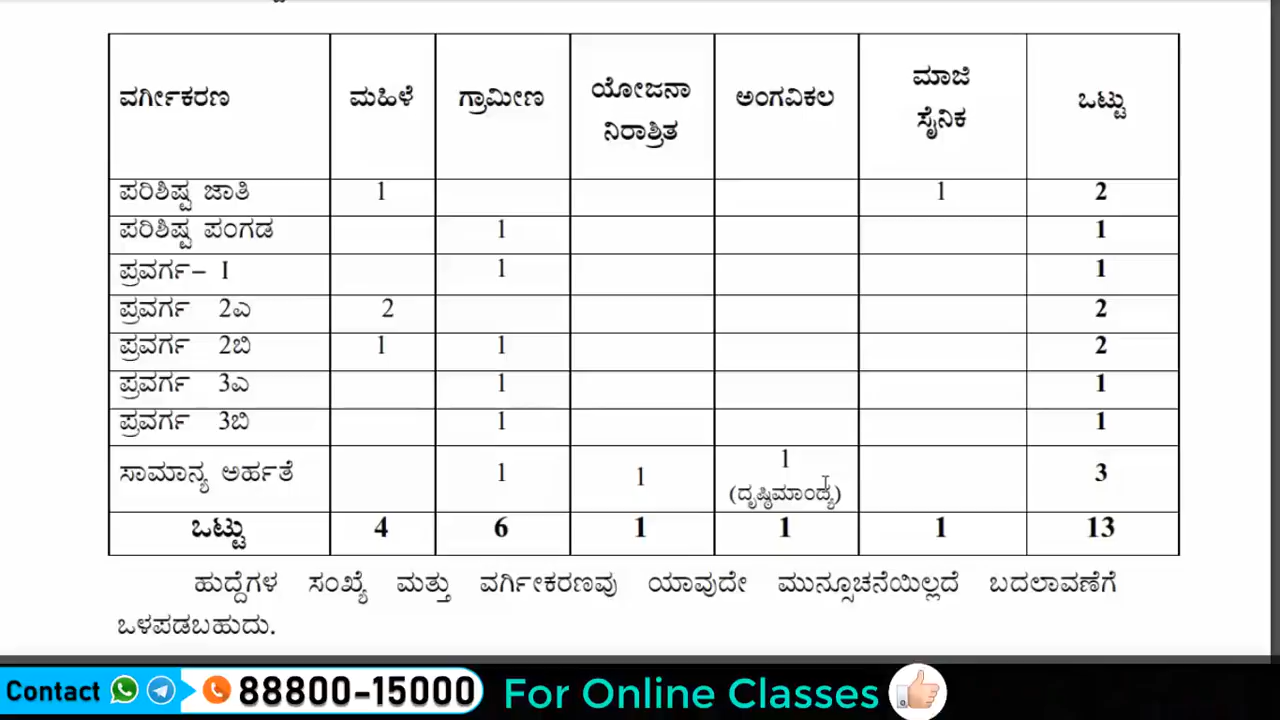 ವರ್ಗೀಕರಣ ಮಹಿಳೆ ಗ್ರಾಮೀಣ ಯೋಜನಾ ನಿರಾಶ್ರಿತ ಅಂಗವಿಕಲ ಮಾಜಿ ಸೈನಿಕ ಒಟ್ಟು
ಪರಿಶಿಷ್ಟ ಜಾತಿ 1 1 2
ಪರಿಶಿಷ್ಟ ಪಂಗಡ 1 1
ಪ್ರವರ್ಗ– I 1 1
ಪ್ರವರ್ಗ 2ಎ 2 2
ಪ್ರವರ್ಗ 2ಬಿ 1 1 2
ಪ್ರವರ್ಗ 3ಎ 1 1
ಪ್ರವರ್ಗ 3ಬಿ 1 1
ಸಾಮಾನ್ಯ ಅರ್ಹತೆ 1 1 1 (ದೃಷ್ಠಿಮಾಂದ್ಯ) 3
ಒಟ್ಟು 4 6 1 1 1 13
ಹುದ್ದೆಗಳ ಸಂಖ್ಯೆ ಮತ್ತು ವರ್ಗೀಕರಣವು ಯಾವುದೇ ಮುನ್ಸೂಚನೆಯಿಲ್ಲದೆ ಬದಲಾವಣೆಗೆ
ಒಳಪಡಬಹುದು.
Contact 88800-15000 For Online Classes